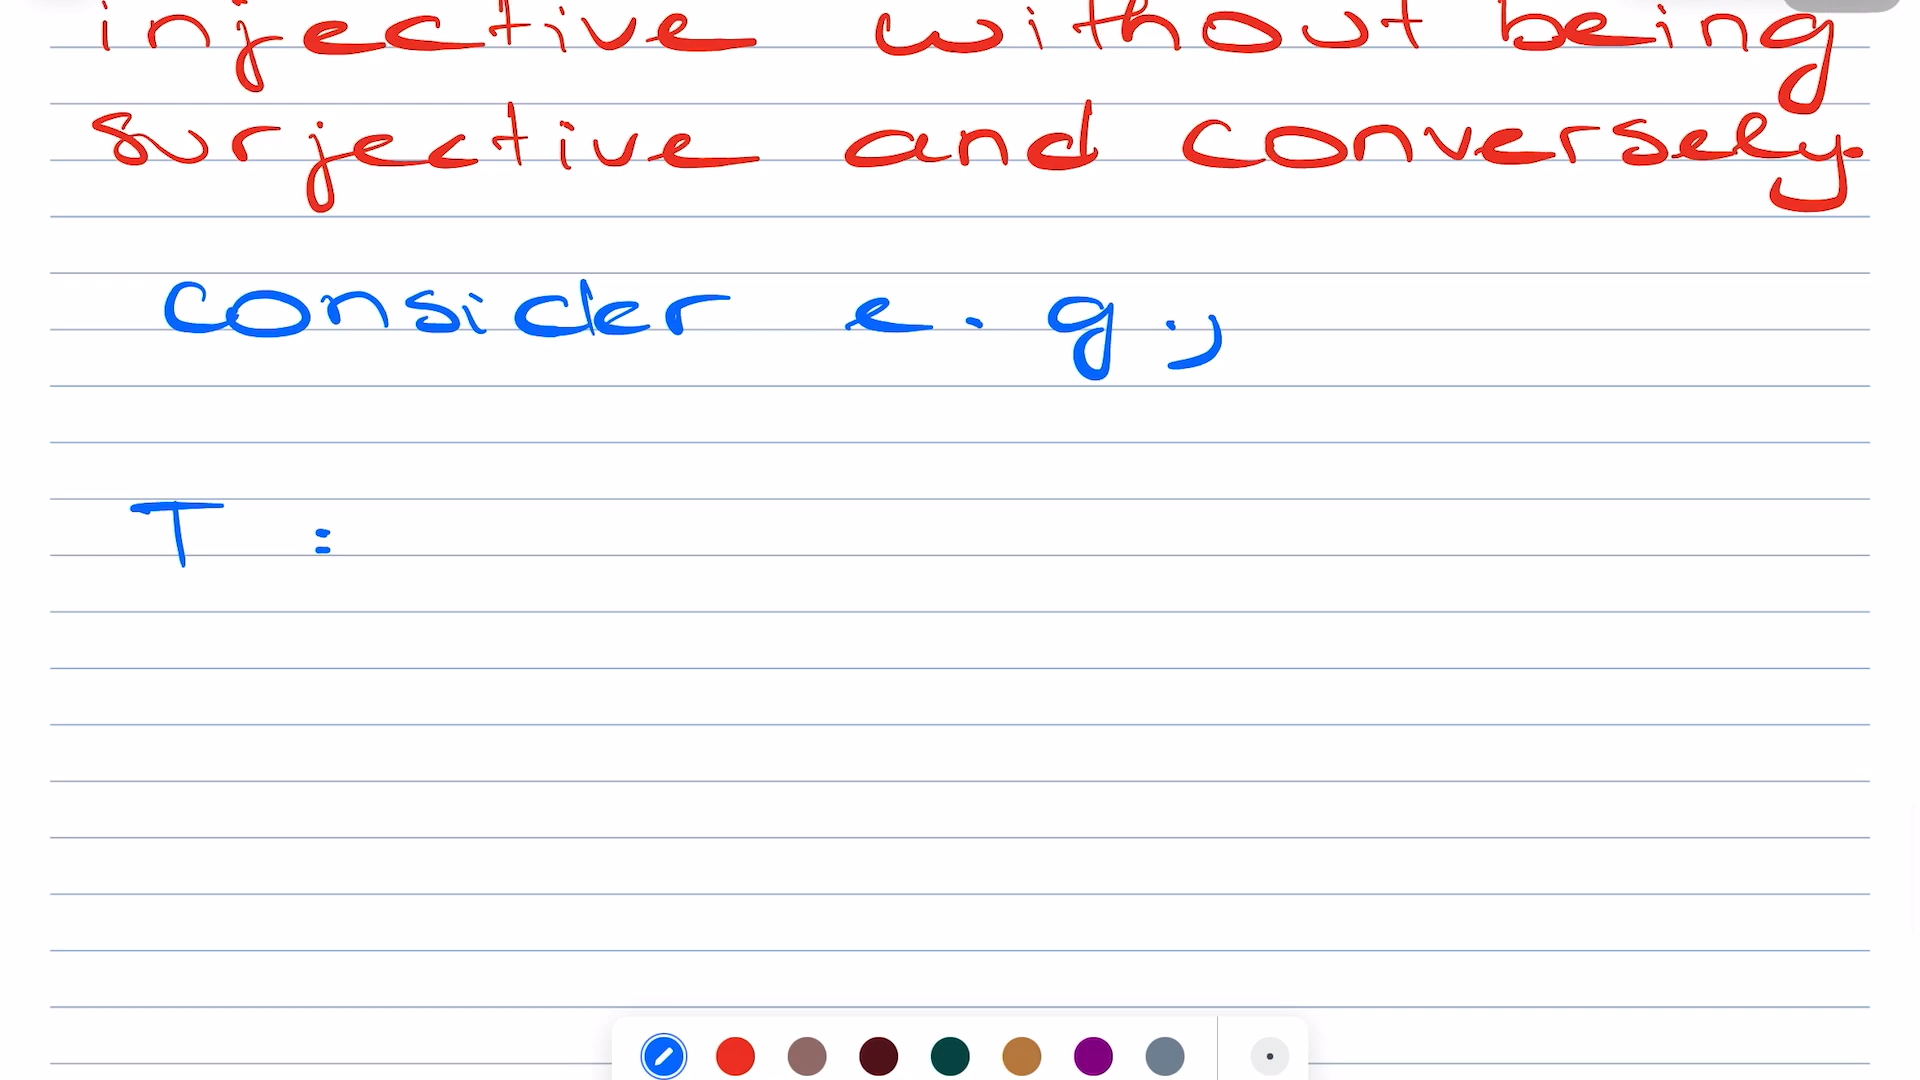 injective without being
surjective and conversely.
consider e.g.,
T :